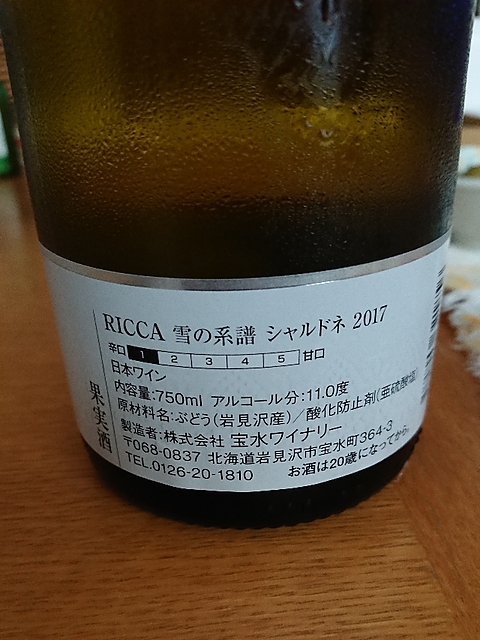 RICCA 雪の系譜 シャルドネ 2017
辛口 1 2 3 4 5 甘口
日本ワイン
内容量:750ml アルコール分:11.0度
原材料名:ぶどう(岩見沢産)/酸化防止剤(亜硫酸塩)
製造者:株式会社 宝水ワイナリー
〒068-0837 北海道岩見沢市宝水町364-3
TEL.0126-20-1810 お酒は20歳になってから。
果実酒